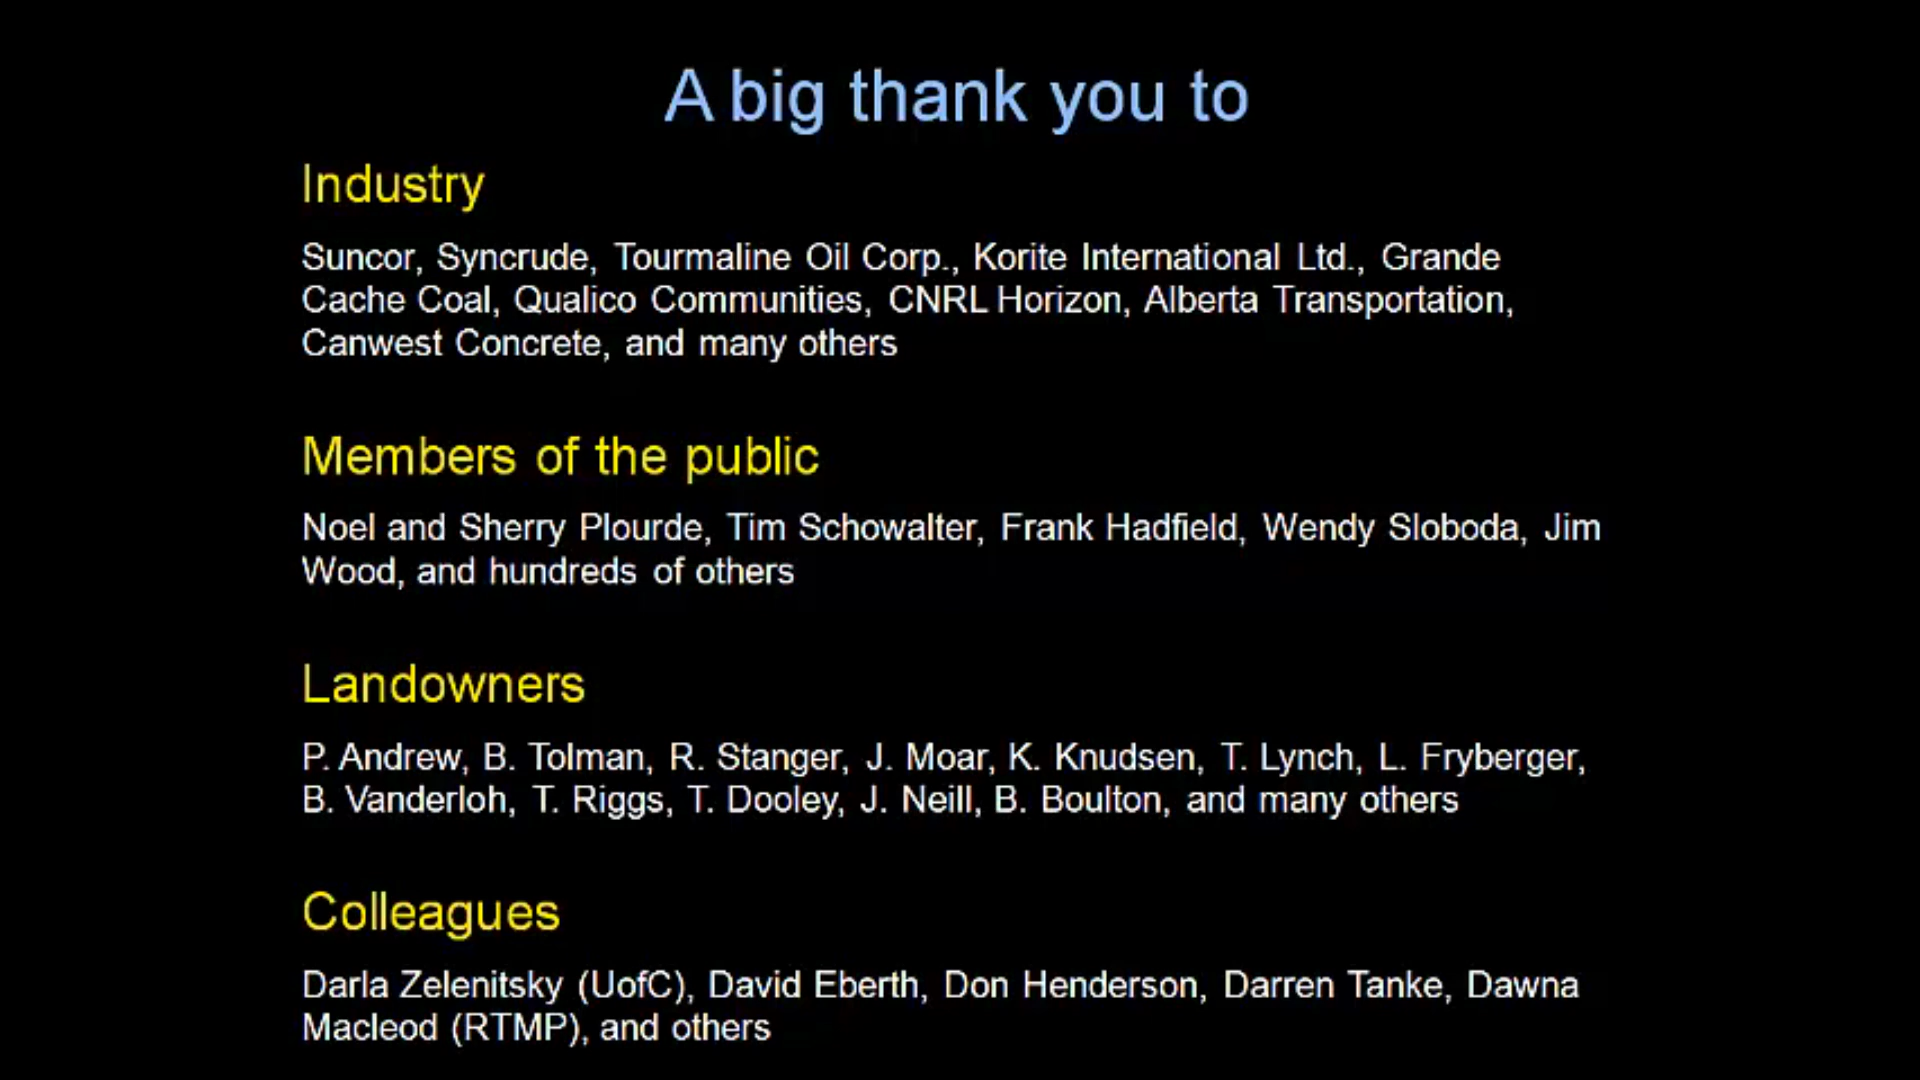 A big thank you to
Industry
Suncor, Syncrude, Tourmaline Oil Corp., Korite International Ltd., Grande
Cache Coal, Qualico Communities, CNRL Horizon, Alberta Transportation,
Canwest Concrete, and many others
Members of the public
Noel and Sherry Plourde, Tim Schowalter, Frank Hadfield, Wendy Sloboda, Jim
Wood, and hundreds of others
Landowners
P. Andrew, B. Tolman, R. Stanger, J. Moar, K. Knudsen, T. Lynch, L. Fryberger,
B. Vanderloh, T. Riggs, T. Dooley, J. Neill, B. Boulton, and many others
Colleagues
Darla Zelenitsky (UofC), David Eberth, Don Henderson, Darren Tanke, Dawna
Macleod (RTMP), and others